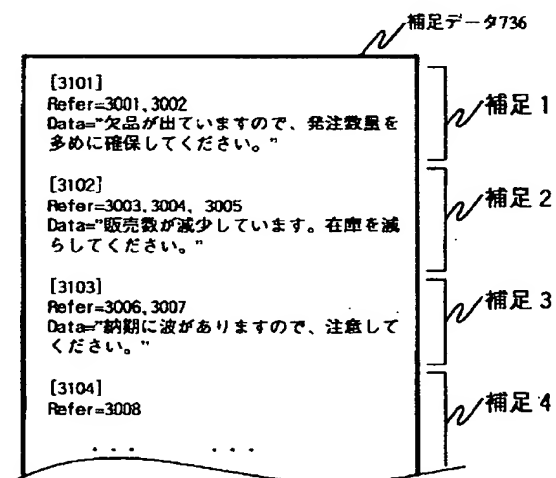 補足データ736
[3101]
Refer=3001,3002
Data="欠品が出ていますので、発注数量を
多めに確保してください。"
補足1
[3102]
Refer=3003,3004, 3005
Data="販売数が減少しています。在庫を減
らしてください。"
補足2
[3103]
Refer=3006,3007
Data="納期に波がありますので、注意して
ください。"
補足3
[3104]
Refer=3008
... ...
補足4